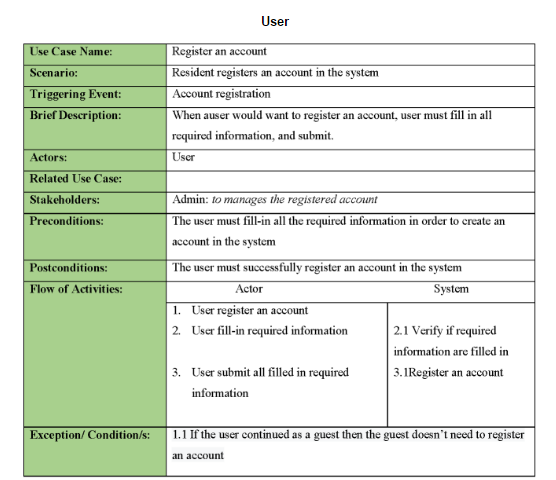 User
Use Case Name: Register an account
Scenario: Resident registers an account in the system
Triggering Event: Account registration
Brief Description: When auser would want to register an account, user must fill in all
required information, and submit.
Actors: User
Related Use Case:
Stakeholders: Admin: to manages the registered account
Preconditions: The user must fill-in all the required information in order to create an
account in the system
Postconditions: The user must successfully register an account in the system
Flow of Activities: Actor System
1. User register an account
2. User fill-in required information 2.1 Verify if required
information are filled in
3. User submit all filled in required 3.1Register an account
information
Exception/ Condition/s: 1.1 If the user continued as a guest then the guest doesn't need to register
an account